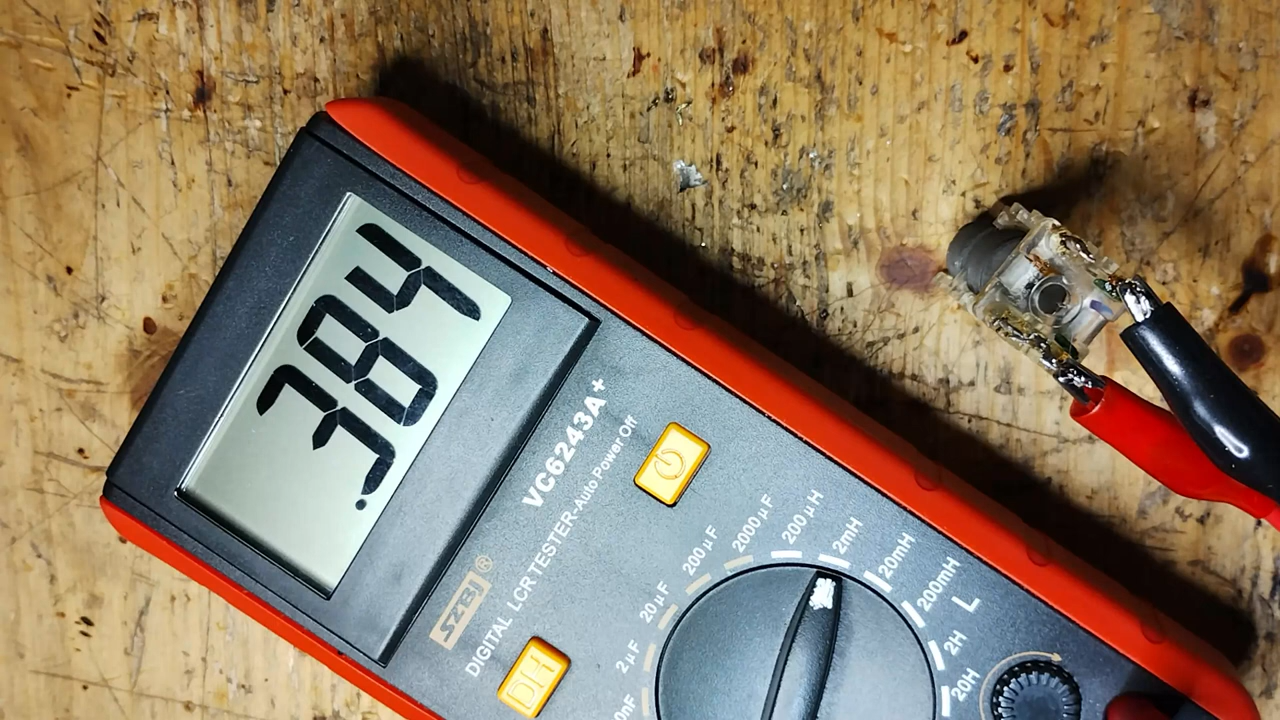 .384
VC6243A+
DIGITAL LCR TESTER-Auto Power Off
SZBJ®
DH
2μF
20μF
200μF
2000μF
200μH
2mH
20mH
200mH
2H
20H
L